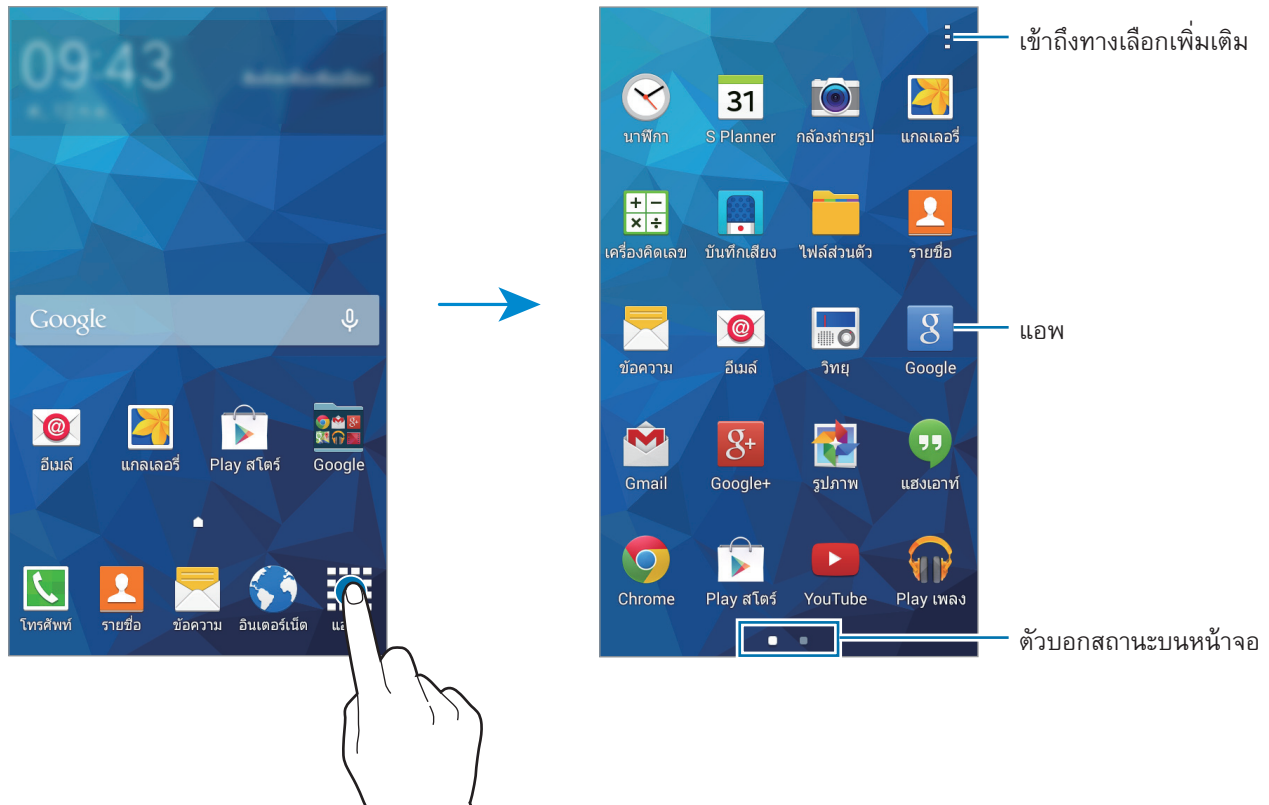 09:43
Google
อีเมล์ แกลเลอรี่ Play สโตร์ Google
โทรศัพท์ รายชื่อ ข้อความ อินเตอร์เน็ต
เข้าถึงทางเลือกเพิ่มเติม
31
นาฬิกา S Planner กล้องถ่ายรูป แกลเลอรี่
เครื่องคิดเลข บันทึกเสียง ไฟล์ส่วนตัว รายชื่อ
แอพ
ข้อความ อีเมล์ วิทยุ Google
Gmail Google+ รูปภาพ แฮงเอาท์
Chrome Play สโตร์ YouTube Play เพลง
ตัวบอกสถานะบนหน้าจอ